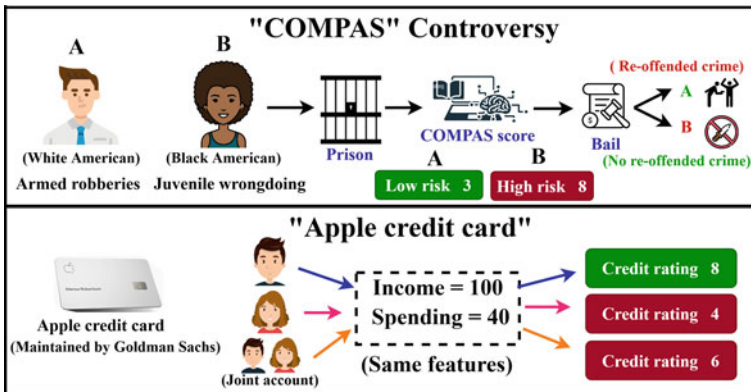 "COMPAS" Controversy
A
B
( Re-offended crime)
A
B
(White American)
(Black American)
Prison
COMPAS score
Bail
(No re-offended crime)
Armed robberies
Juvenile wrongdoing
A
B
Low risk 3
High risk 8
"Apple credit card"
Income = 100
Spending = 40
(Same features)
Credit rating 8
Credit rating 4
Credit rating 6
Apple credit card
(Maintained by Goldman Sachs)
(Joint account)